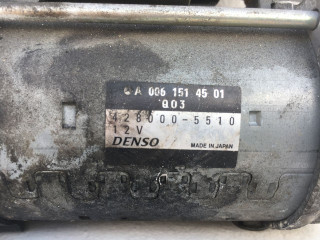 A 006 151 45 01
Q03
428000-5510
12V
DENSO
MADE IN JAPAN